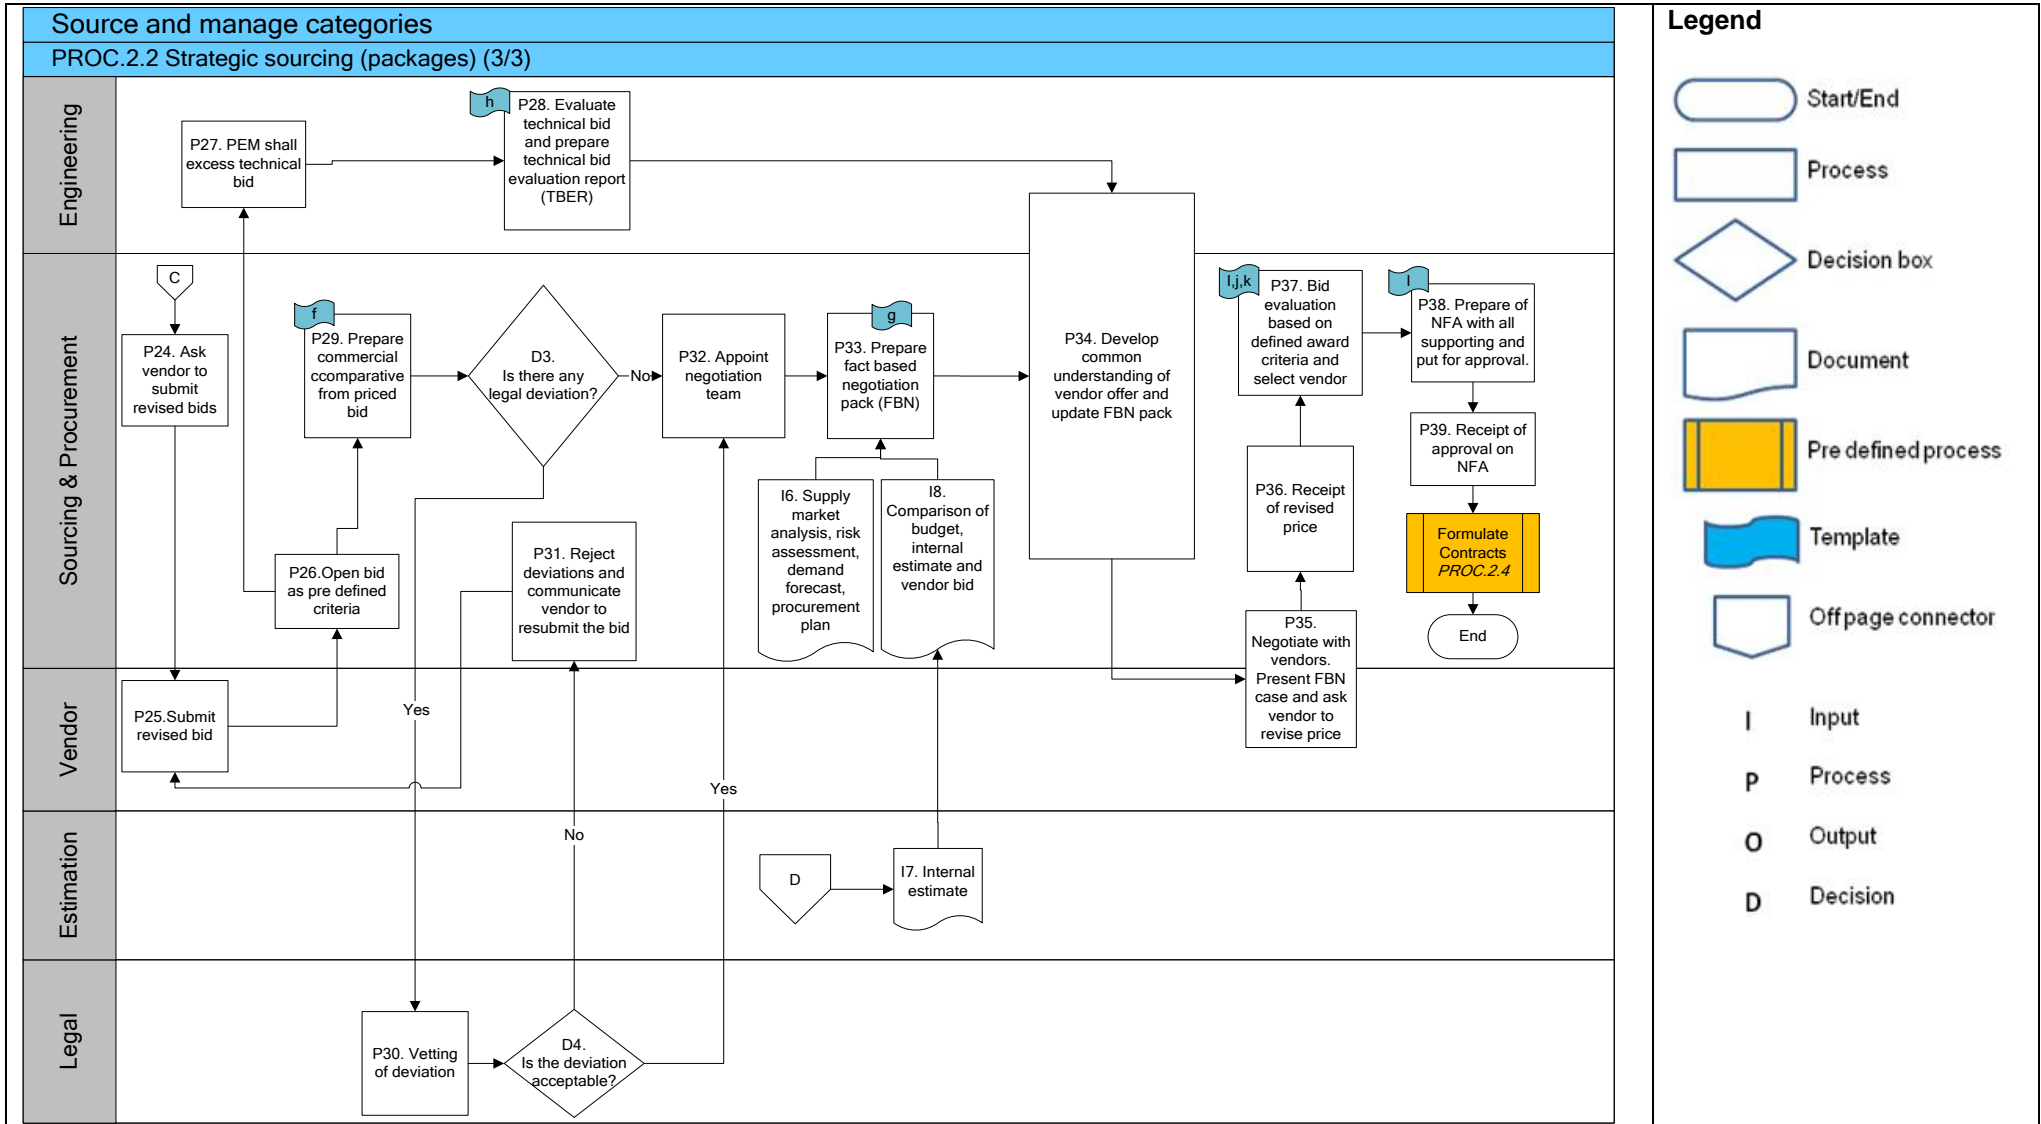 Source and manage categories
PROC.2.2 Strategic sourcing (packages) (3/3)
Engineering
P27. PEM shall
excess technical
bid
h
P28. Evaluate
technical bid
and prepare
technical bid
evaluation report
(TBER)
Sourcing & Procurement
C
P24. Ask
vendor to
submit
revised bids
f
P29. Prepare
commercial
ccomparative
from priced
bid
D3.
Is there any
legal deviation?
No
P32. Appoint
negotiation
team
g
P33. Prepare
fact based
negotiation
pack (FBN)
P34. Develop
common
understanding of
vendor offer and
update FBN pack
I,j,k
P37. Bid
evaluation
based on
defined award
criteria and
select vendor
l
P38. Prepare of
NFA with all
supporting and
put for approval.
P39. Receipt of
approval on
NFA
P36. Receipt
of revised
price
Formulate
Contracts
PROC.2.4
End
P26.Open bid
as pre defined
criteria
P31. Reject
deviations and
communicate
vendor to
resubmit the bid
I6. Supply
market
analysis, risk
assessment,
demand
forecast,
procurement
plan
I8.
Comparison of
budget,
internal
estimate and
vendor bid
P35.
Negotiate with
vendors.
Present FBN
case and ask
vendor to
revise price
Vendor
P25.Submit
revised bid
Yes
Yes
Estimation
No
D
I7. Internal
estimate
Legal
P30. Vetting
of deviation
D4.
Is the deviation
acceptable?
Legend
Start/End
Process
Decision box
Document
Pre defined process
Template
Off page connector
I Input
P Process
O Output
D Decision